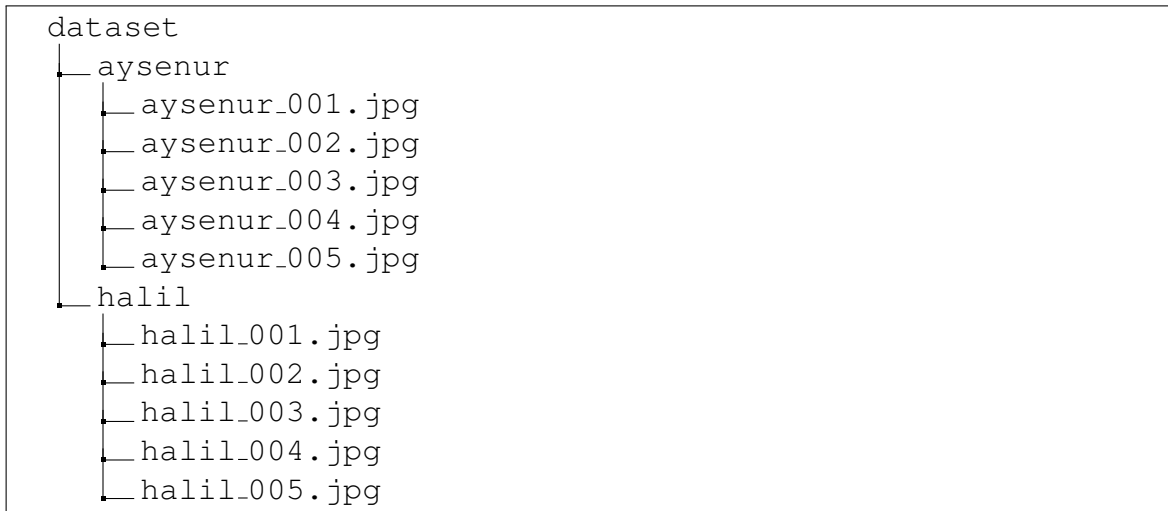 dataset
aysenur
aysenur_001.jpg
aysenur_002.jpg
aysenur_003.jpg
aysenur_004.jpg
aysenur_005.jpg
halil
halil_001.jpg
halil_002.jpg
halil_003.jpg
halil_004.jpg
halil_005.jpg